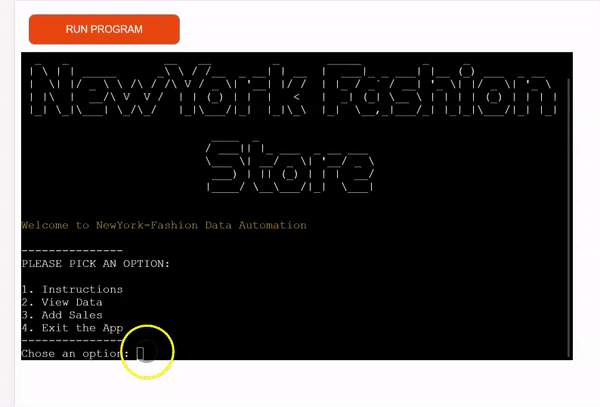 RUN PROGRAM
NewYork Fashion
Store
Welcome to NewYork-Fashion Data Automation
---------------
PLEASE PICK AN OPTION:
1. Instructions
2. View Data
3. Add Sales
4. Exit the App
---------------
Chose an option: